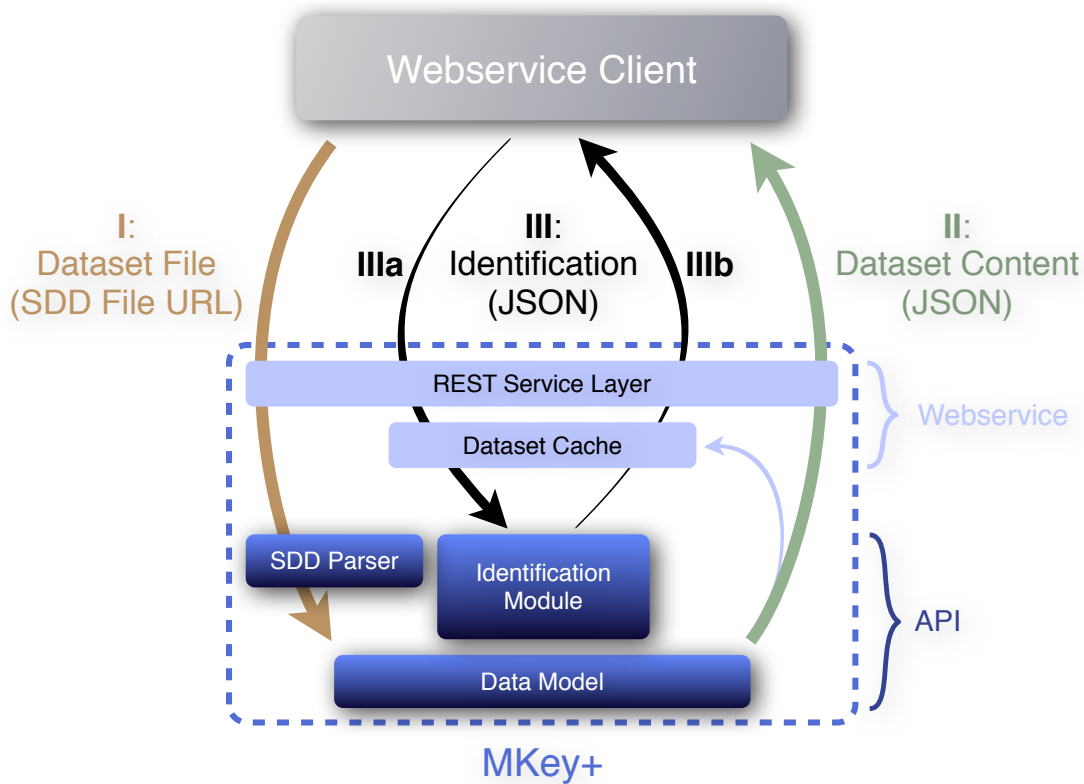 Webservice Client
I:
Dataset File
(SDD File URL)
IIIa
III:
Identification
(JSON)
IIIb
II:
Dataset Content
(JSON)
REST Service Layer
Dataset Cache
Webservice
SDD Parser
Identification
Module
API
Data Model
MKey+